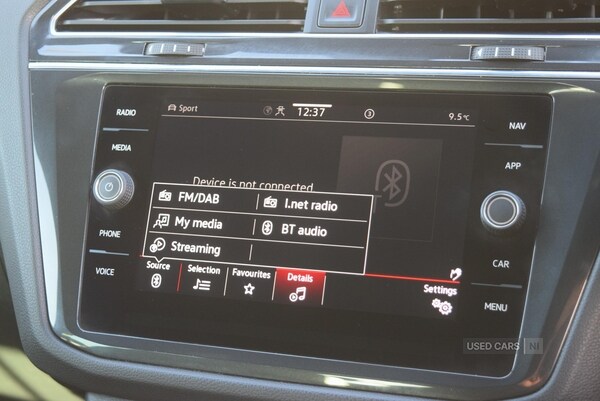 RADIO
MEDIA
PHONE
VOICE
Sport
12:37
3
9.5°C
Device is not connected.
FM/DAB
I.net radio
My media
BT audio
Streaming
Source
Selection
Favourites
Details
Settings
NAV
APP
CAR
MENU
USED CARS NI